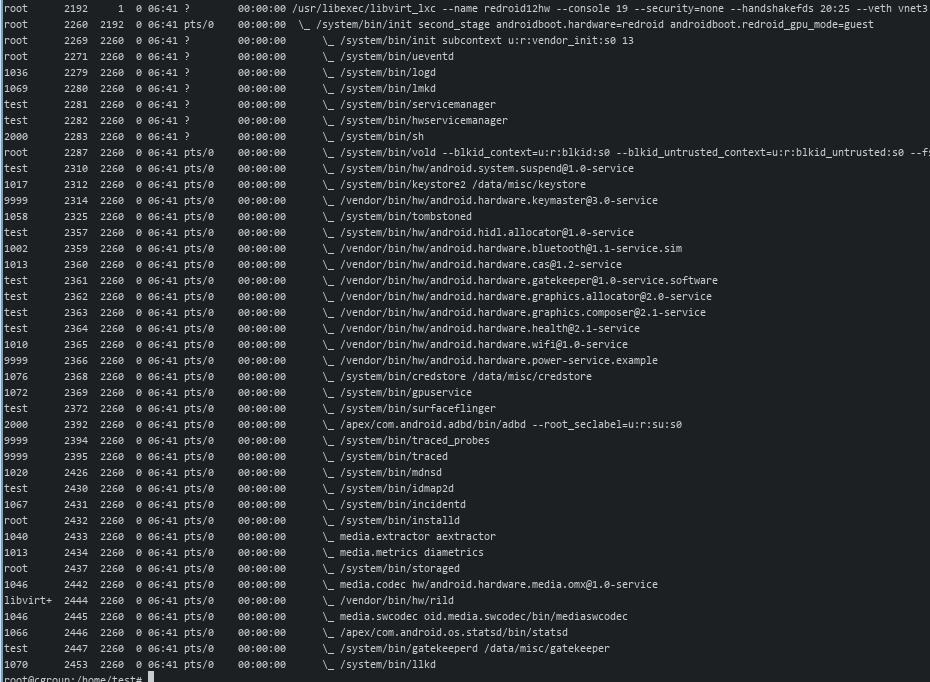 root 2192 1 0 06:41 ? 00:00:00 /usr/libexec/libvirt_lxc --name redroid12hw --console 19 --security=none --handshakefds 20:25 --veth vnet3
root 2260 2192 0 06:41 pts/0 00:00:00 \_ /system/bin/init second_stage androidboot.hardware=redroid androidboot.redroid_gpu_mode=guest
root 2269 2260 0 06:41 ? 00:00:00 \_ /system/bin/init subcontext u:r:vendor_init:s0 13
root 2271 2260 0 06:41 ? 00:00:00 \_ /system/bin/ueventd
1036 2279 2260 0 06:41 ? 00:00:00 \_ /system/bin/logd
1069 2280 2260 0 06:41 ? 00:00:00 \_ /system/bin/lmkd
test 2281 2260 0 06:41 ? 00:00:00 \_ /system/bin/servicemanager
test 2282 2260 0 06:41 ? 00:00:00 \_ /system/bin/hwservicemanager
2000 2283 2260 0 06:41 ? 00:00:00 \_ /system/bin/sh
root 2287 2260 0 06:41 pts/0 00:00:00 \_ /system/bin/vold --blkid_context=u:r:blkid:s0 --blkid_untrusted_context=u:r:blkid_untrusted:s0 --fs
test 2310 2260 0 06:41 pts/0 00:00:00 \_ /system/bin/hw/android.system.suspend@1.0-service
1017 2312 2260 0 06:41 pts/0 00:00:00 \_ /system/bin/keystore2 /data/misc/keystore
9999 2314 2260 0 06:41 pts/0 00:00:00 \_ /vendor/bin/hw/android.hardware.keymaster@3.0-service
1058 2325 2260 0 06:41 pts/0 00:00:00 \_ /system/bin/tombstoned
test 2357 2260 0 06:41 pts/0 00:00:00 \_ /system/bin/hw/android.hidl.allocator@1.0-service
1002 2359 2260 0 06:41 pts/0 00:00:00 \_ /vendor/bin/hw/android.hardware.bluetooth@1.1-service.sim
1013 2360 2260 0 06:41 pts/0 00:00:00 \_ /vendor/bin/hw/android.hardware.cas@1.2-service
test 2361 2260 0 06:41 pts/0 00:00:00 \_ /vendor/bin/hw/android.hardware.gatekeeper@1.0-service.software
test 2362 2260 0 06:41 pts/0 00:00:00 \_ /vendor/bin/hw/android.hardware.graphics.allocator@2.0-service
test 2363 2260 0 06:41 pts/0 00:00:00 \_ /vendor/bin/hw/android.hardware.graphics.composer@2.1-service
test 2364 2260 0 06:41 pts/0 00:00:00 \_ /vendor/bin/hw/android.hardware.health@2.1-service
1010 2365 2260 0 06:41 pts/0 00:00:00 \_ /vendor/bin/hw/android.hardware.wifi@1.0-service
9999 2366 2260 0 06:41 pts/0 00:00:00 \_ /vendor/bin/hw/android.hardware.power-service.example
1076 2368 2260 0 06:41 pts/0 00:00:00 \_ /system/bin/credstore /data/misc/credstore
1072 2369 2260 0 06:41 pts/0 00:00:00 \_ /system/bin/gpuservice
test 2372 2260 0 06:41 pts/0 00:00:00 \_ /system/bin/surfaceflinger
2000 2392 2260 0 06:41 pts/0 00:00:00 \_ /apex/com.android.adbd/bin/adbd --root_seclabel=u:r:su:s0
9999 2394 2260 0 06:41 pts/0 00:00:00 \_ /system/bin/traced_probes
9999 2395 2260 0 06:41 pts/0 00:00:00 \_ /system/bin/traced
1020 2426 2260 0 06:41 pts/0 00:00:00 \_ /system/bin/mdnsd
test 2430 2260 0 06:41 pts/0 00:00:00 \_ /system/bin/idmap2d
1067 2431 2260 0 06:41 pts/0 00:00:00 \_ /system/bin/incidentd
root 2432 2260 0 06:41 pts/0 00:00:00 \_ /system/bin/installd
1040 2433 2260 0 06:41 pts/0 00:00:00 \_ media.extractor aextractor
1013 2434 2260 0 06:41 pts/0 00:00:00 \_ media.metrics diametrics
root 2437 2260 0 06:41 pts/0 00:00:00 \_ /system/bin/storaged
1046 2442 2260 0 06:41 pts/0 00:00:00 \_ media.codec hw/android.hardware.media.omx@1.0-service
libvirt+ 2444 2260 0 06:41 pts/0 00:00:00 \_ /vendor/bin/hw/rild
1046 2445 2260 0 06:41 pts/0 00:00:00 \_ media.swcodec oid.media.swcodec/bin/mediaswcodec
1066 2446 2260 0 06:41 pts/0 00:00:00 \_ /apex/com.android.os.statsd/bin/statsd
test 2447 2260 0 06:41 pts/0 00:00:00 \_ /system/bin/gatekeeperd /data/misc/gatekeeper
1070 2453 2260 0 06:41 pts/0 00:00:00 \_ /system/bin/llkd
root@cgroup:/home/test#